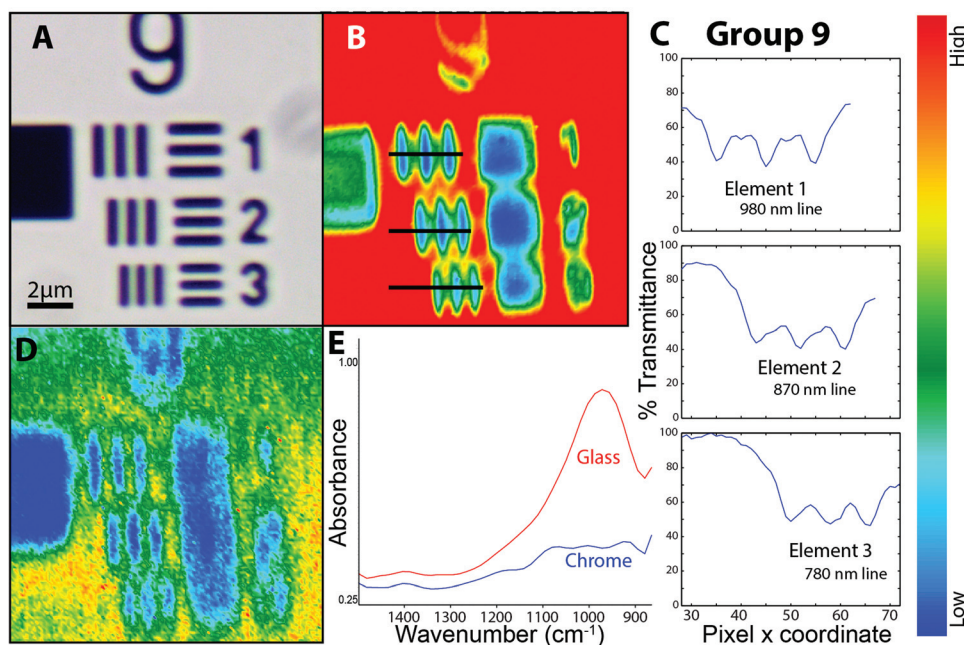 A
9
1
2
3
2µm
B
C Group 9
100
80
60
40
20
0
Element 1
980 nm line
100
80
60
40
20
0
Element 2
870 nm line
100
80
60
40
20
0
Element 3
780 nm line
30 40 50 60 70
Pixel x coordinate
% Transmittance
High
Low
D
E
1.00
0.25
Absorbance
Glass
Chrome
1400 1300 1200 1100 1000 900
Wavenumber (cm⁻¹)